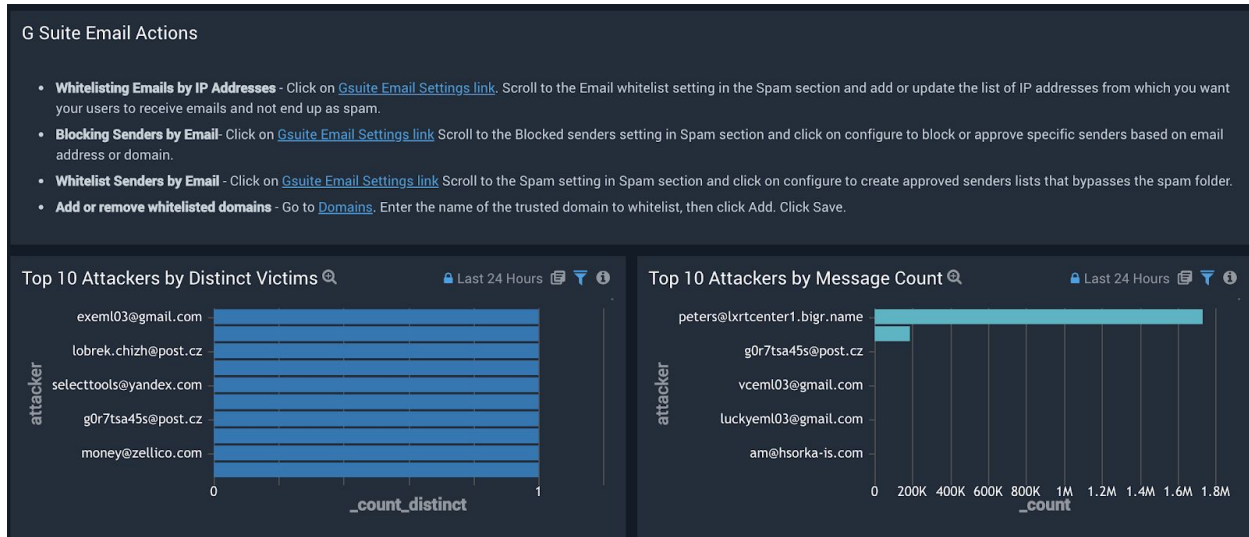 G Suite Email Actions
• Whitelisting Emails by IP Addresses - Click on Gsuite Email Settings link. Scroll to the Email whitelist setting in the Spam section and add or update the list of IP addresses from which you want
your users to receive emails and not end up as spam.
• Blocking Senders by Email- Click on Gsuite Email Settings link Scroll to the Blocked senders setting in Spam section and click on configure to block or approve specific senders based on email
address or domain.
• Whitelist Senders by Email - Click on Gsuite Email Settings link Scroll to the Spam setting in Spam section and click on configure to create approved senders lists that bypasses the spam folder.
• Add or remove whitelisted domains - Go to Domains. Enter the name of the trusted domain to whitelist, then click Add. Click Save.
Top 10 Attackers by Distinct Victims Last 24 Hours
exeml03@gmail.com
lobrek.chizh@post.cz
selecttools@yandex.com
g0r7tsa45s@post.cz
money@zellico.com
attacker
0 1
_count_distinct
Top 10 Attackers by Message Count Last 24 Hours
peters@lxrtcenter1.bigr.name
g0r7tsa45s@post.cz
vceml03@gmail.com
luckyeml03@gmail.com
am@hsorka-is.com
attacker
0 200K 400K 600K 800K 1M 1.2M 1.4M 1.6M 1.8M
_count